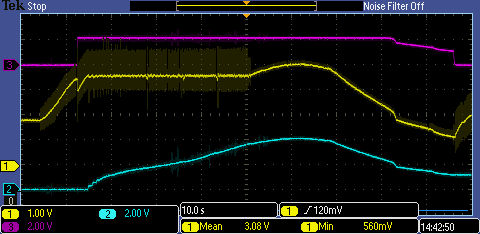 Tek Stop Noise Filter Off
3
1
2
0
1 1.00 V 2 2.00 V 10.0 s 1 120mV
3 2.00 V 1 Mean 3.08 V 1 Min 560mV 14:42:50